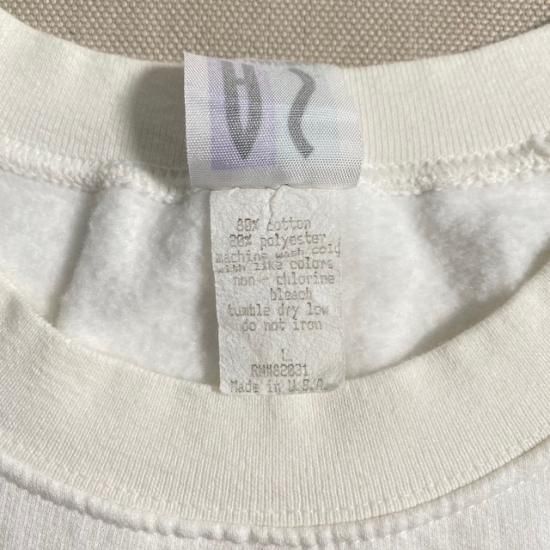 80% cotton
20% polyester
machine wash cold
with like colors
non - chlorine
bleach
tumble dry low
do not iron
L
RN#82031
Made in U.S.A.